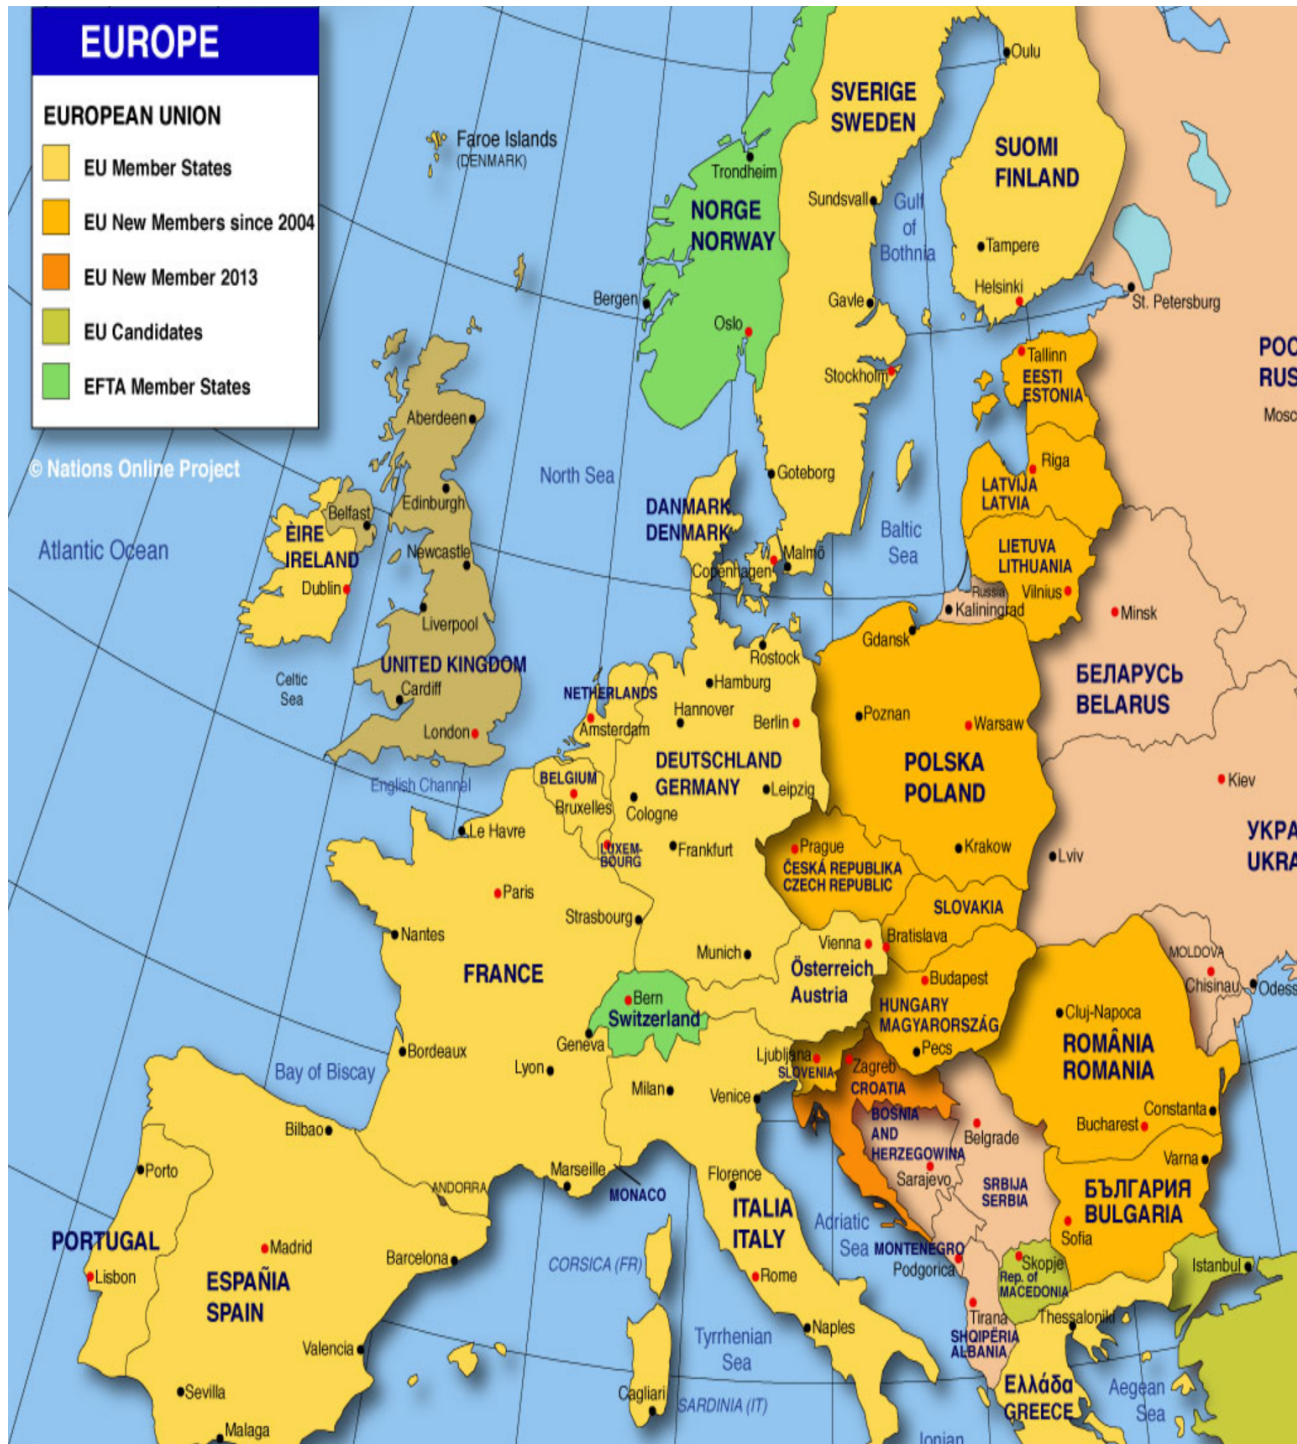 EUROPE
EUROPEAN UNION
EU Member States
EU New Members since 2004
EU New Member 2013
EU Candidates
EFTA Member States
© Nations Online Project
Faroe Islands
(DENMARK)
Oulu
SVERIGE
SWEDEN
SUOMI
FINLAND
Trondheim
Sundsvall
Gulf
of
Bothnia
NORGE
NORWAY
Tampere
Helsinki
St. Petersburg
Bergen
Gavle
Oslo
Stockholm
Tallinn
EESTI
ESTONIA
РОС
RUS
Mosc
Aberdeen
North Sea
Goteborg
Riga
LATVIJA
LATVIA
Edinburgh
Belfast
DANMARK
DENMARK
Baltic
Sea
Atlantic Ocean
ÈIRE
IRELAND
Newcastle
Malmö
Copenhagen
LIETUVA
LITHUANIA
Dublin
Russia
Vilnius
Kaliningrad
Minsk
Liverpool
Gdansk
UNITED KINGDOM
Rostock
Celtic
Sea
Cardiff
NETHERLANDS
Hamburg
БЕЛАРУСЬ
BELARUS
Hannover
London
Amsterdam
Berlin
Poznan
Warsaw
English Channel
BELGIUM
Bruxelles
DEUTSCHLAND
GERMANY
Leipzig
POLSKA
POLAND
Kiev
Cologne
Le Havre
LUXEM-
BOURG
Frankfurt
Prague
Krakow
Lviv
УКРА
UKRA
ČESKÁ REPUBLIKA
CZECH REPUBLIC
Paris
SLOVAKIA
Strasbourg
Nantes
Munich
Vienna
Bratislava
MOLDOVA
FRANCE
Österreich
Austria
Budapest
Chisinau
Odess
Bern
Switzerland
HUNGARY
MAGYARORSZÁG
Cluj-Napoca
Geneva
Bordeaux
Pecs
ROMÂNIA
ROMANIA
Bay of Biscay
Lyon
Ljubljana
SLOVENIA
Zagreb
CROATIA
Milan
Venice
BOSNIA
AND
HERZEGOWINA
Constanta
Bilbao
Belgrade
Bucharest
Porto
Marseille
Florence
Sarajevo
Varna
ANDORRA
MONACO
SRBIJA
SERBIA
БЪЛГАРИЯ
BULGARIA
PORTUGAL
ITALIA
ITALY
Adriatic
Sea
Madrid
Barcelona
CORSICA (FR)
MONTENEGRO
Podgorica
Sofia
Lisbon
ESPAÑIA
SPAIN
Rome
Skopje
Rep. of
MACEDONIA
Istanbul
Tirana
Thessaloniki
Valencia
Tyrrhenian
Sea
Naples
SHQIPËRIA
ALBANIA
Sevilla
Cagliari
SARDINIA (IT)
Ελλάδα
GREECE
Aegean
Sea
Malaga
Ionian